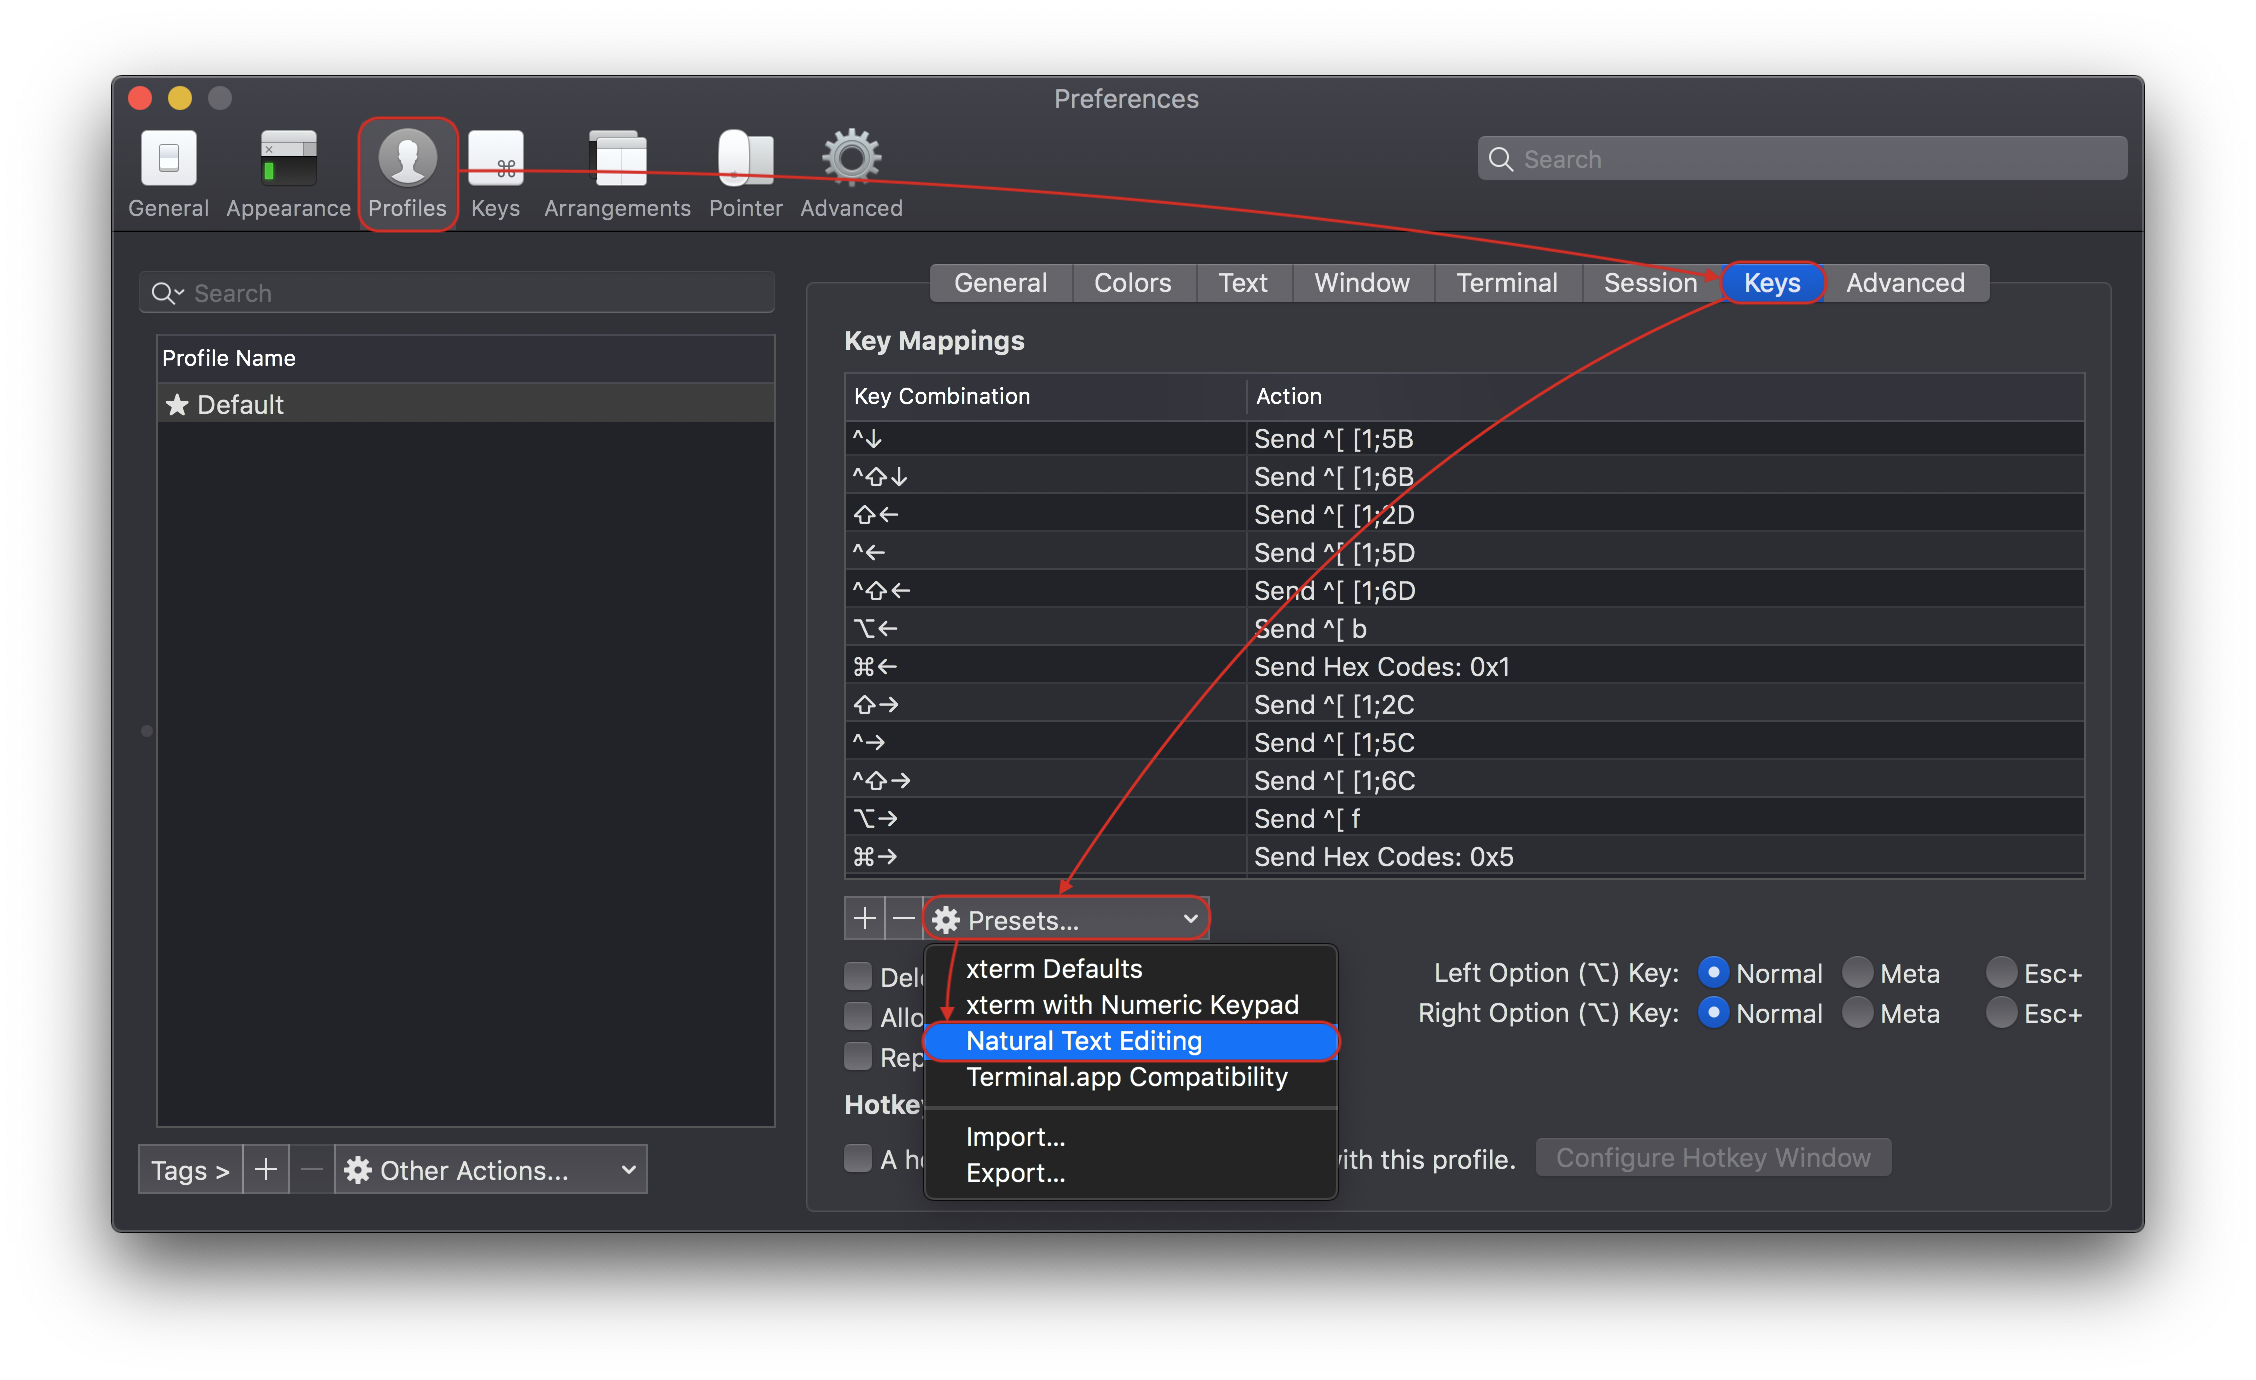 Preferences
General Appearance Profiles Keys Arrangements Pointer Advanced
Search
Search
Profile Name
★ Default
Tags > + − Other Actions...
General Colors Text Window Terminal Session Keys Advanced
Key Mappings
Key Combination Action
^↓ Send ^[ [1;5B
^⇧↓ Send ^[ [1;6B
⇧← Send ^[ [1;2D
^← Send ^[ [1;5D
^⇧← Send ^[ [1;6D
⌥← Send ^[ b
⌘← Send Hex Codes: 0x1
⇧→ Send ^[ [1;2C
^→ Send ^[ [1;5C
^⇧→ Send ^[ [1;6C
⌥→ Send ^[ f
⌘→ Send Hex Codes: 0x5
+ − Presets...
xterm Defaults
xterm with Numeric Keypad
Natural Text Editing
Terminal.app Compatibility
Import...
Export...
Left Option (⌥) Key: Normal Meta Esc+
Right Option (⌥) Key: Normal Meta Esc+
A
with this profile. Configure Hotkey Window